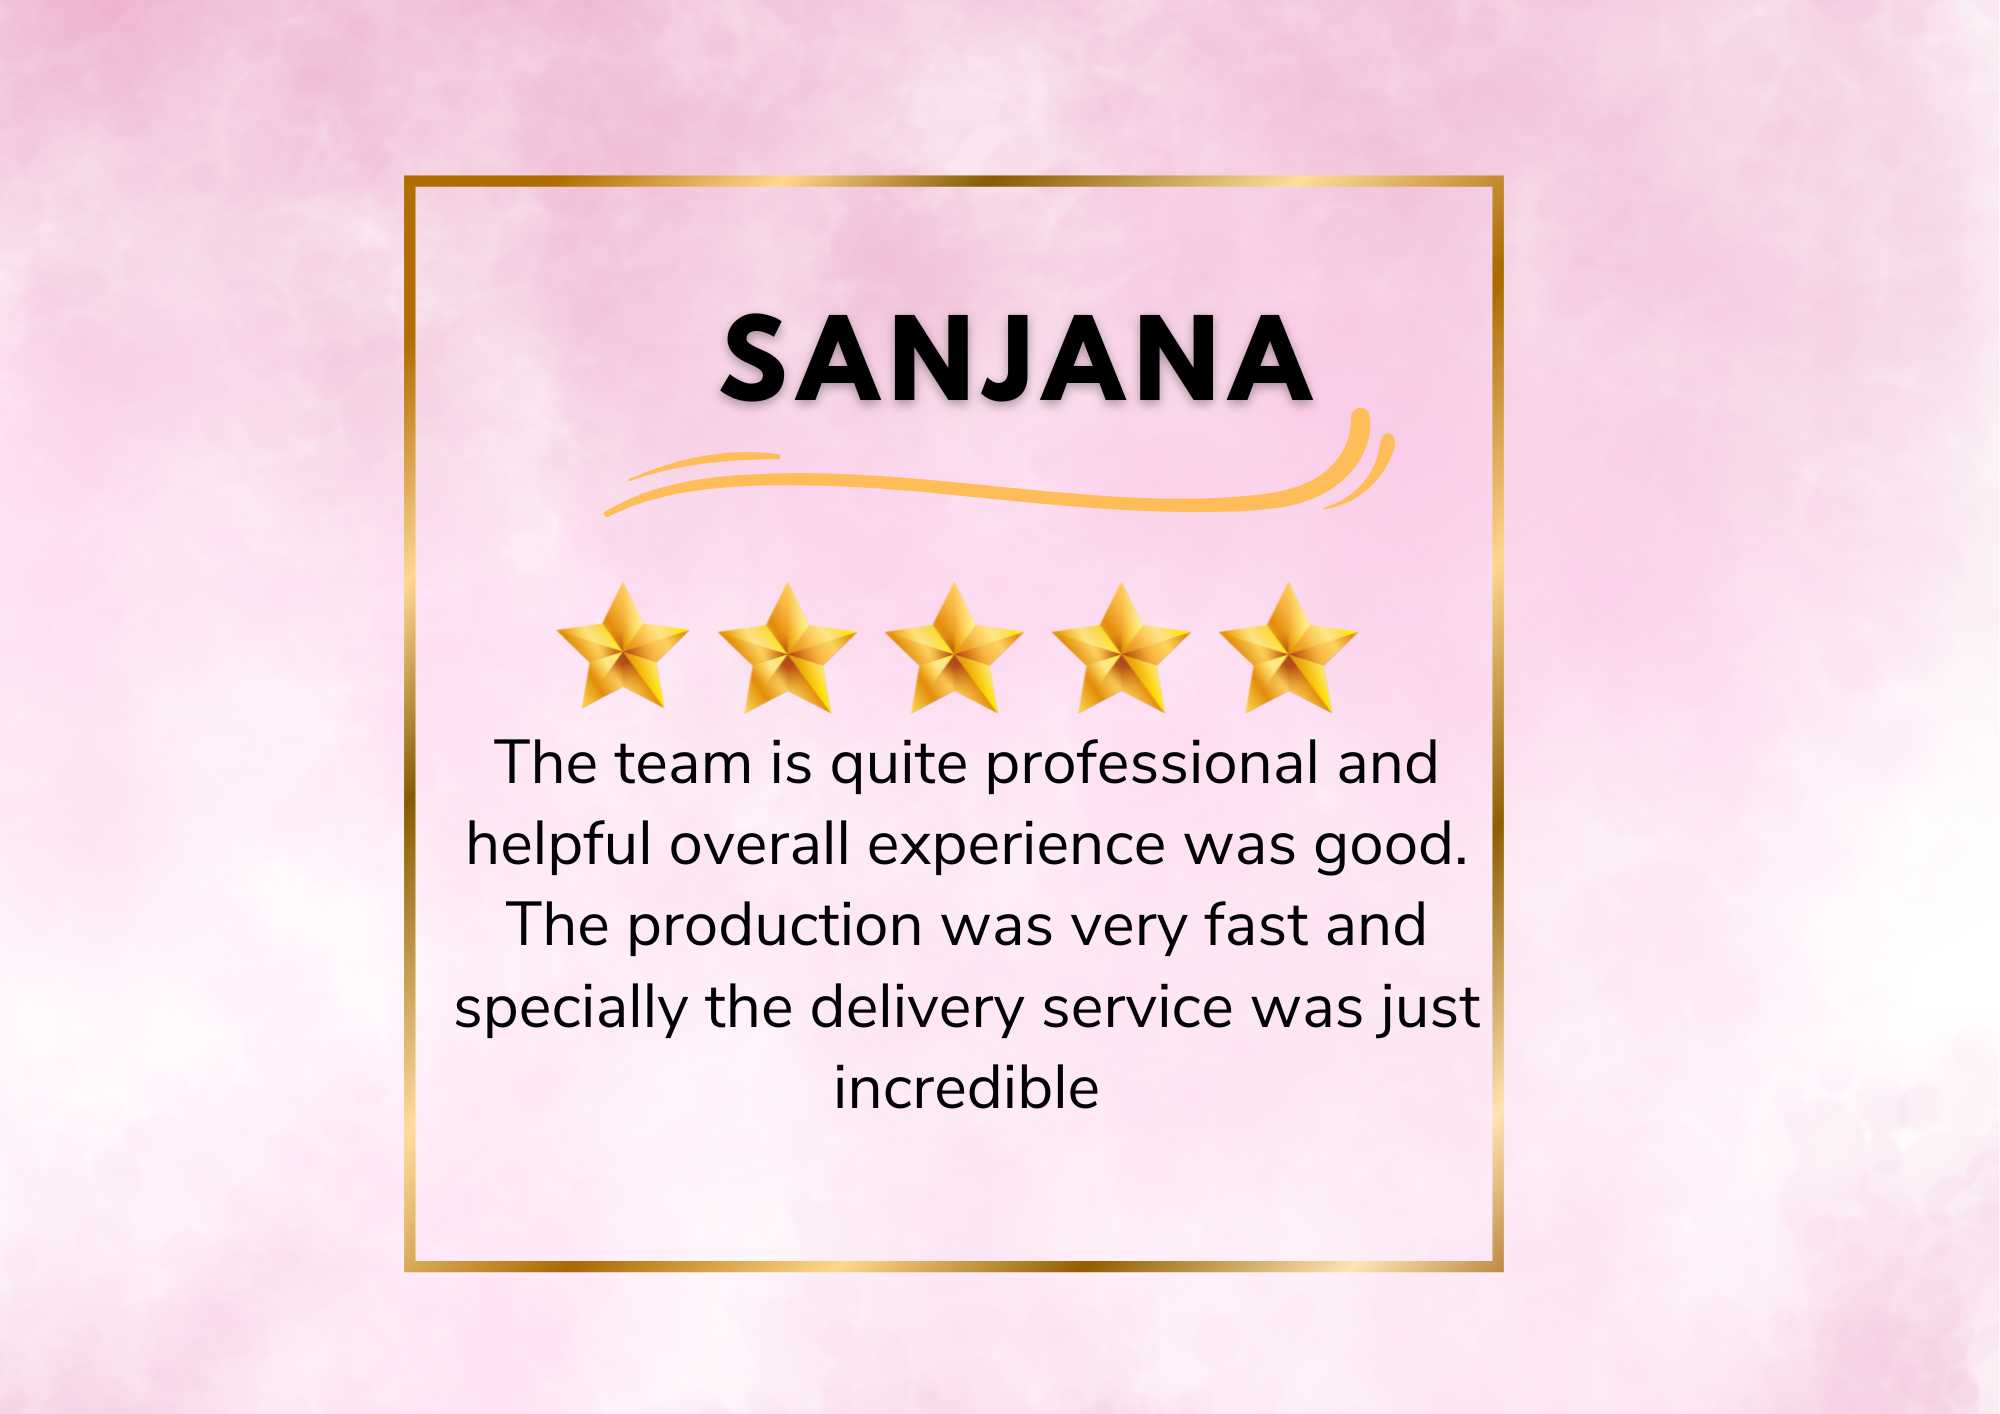 SANJANA
The team is quite professional and
helpful overall experience was good.
The production was very fast and
specially the delivery service was just
incredible